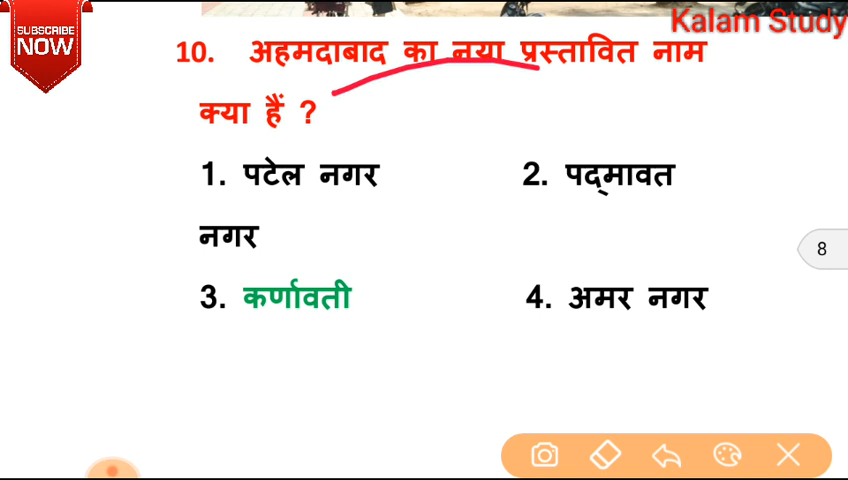 SUBSCRIBE
NOW
Kalam Study
10. अहमदाबाद का नया प्रस्तावित नाम
क्या हैं ?
1. पटेल नगर 2. पद्मावत
नगर
3. कर्णावती 4. अमर नगर
8